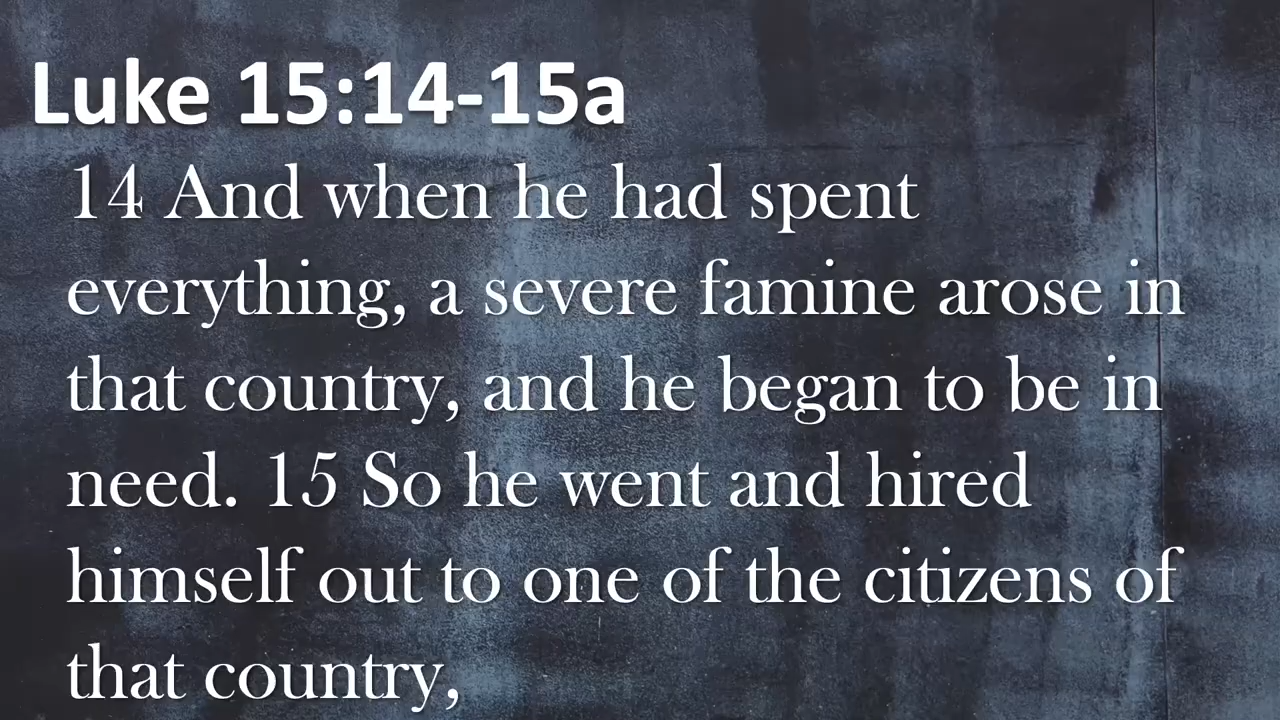 Luke 15:14-15a
14 And when he had spent
everything, a severe famine arose in
that country, and he began to be in
need. 15 So he went and hired
himself out to one of the citizens of
that country,